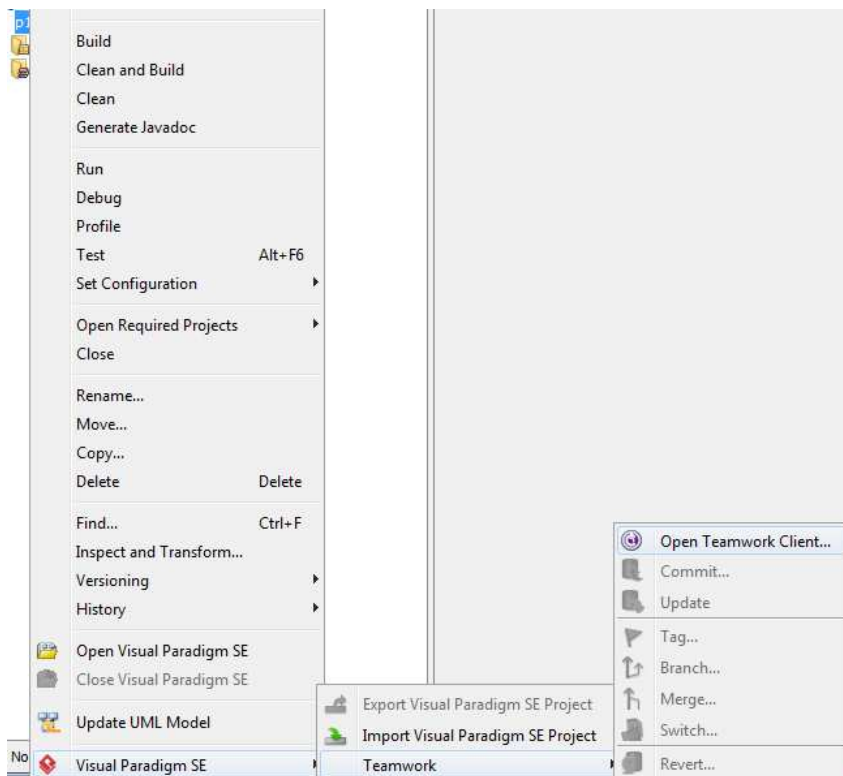 p1
Build
Clean and Build
Clean
Generate Javadoc
Run
Debug
Profile
Test Alt+F6
Set Configuration
Open Required Projects
Close
Rename...
Move...
Copy...
Delete Delete
Find... Ctrl+F
Inspect and Transform...
Versioning
History
Open Visual Paradigm SE
Close Visual Paradigm SE
Update UML Model
No
Visual Paradigm SE
Export Visual Paradigm SE Project
Import Visual Paradigm SE Project
Teamwork
Open Teamwork Client...
Commit...
Update
Tag...
Branch...
Merge...
Switch...
Revert...